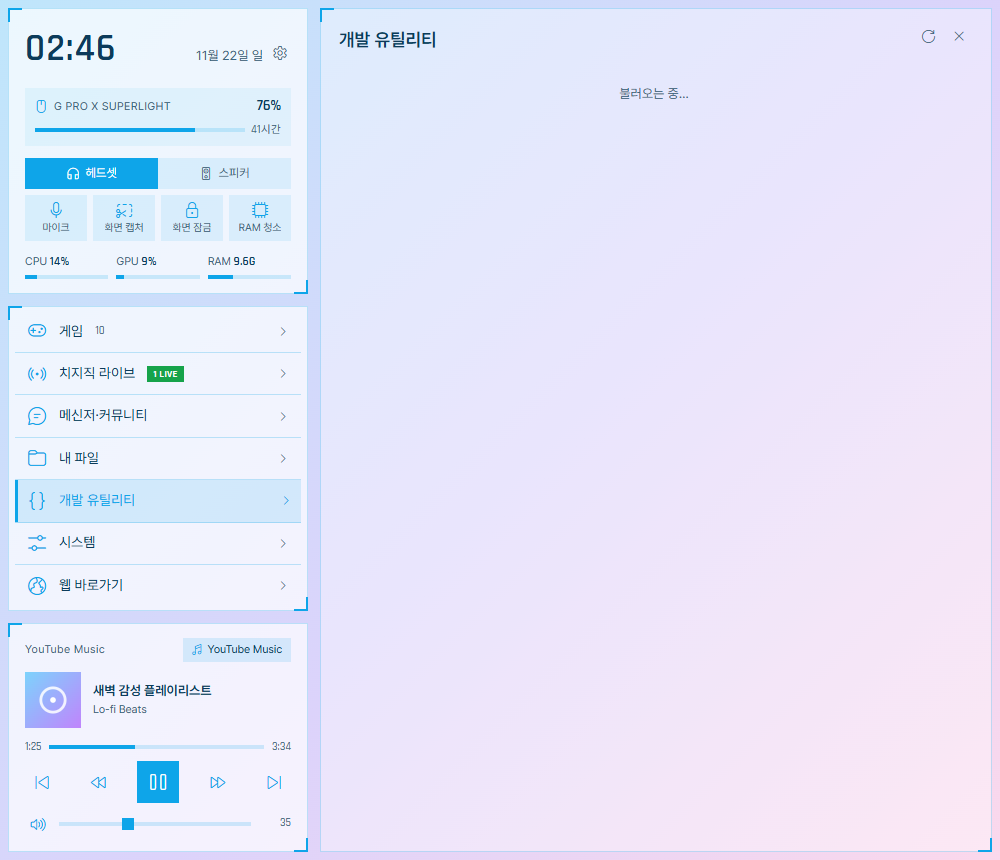 02:46
11월 22일 일
G PRO X SUPERLIGHT
76%
41시간
헤드셋
스피커
마이크
화면 캡처
화면 잠금
RAM 청소
CPU 14%
GPU 9%
RAM 9.6G
게임 10
치지직 라이브 1 LIVE
메신저·커뮤니티
내 파일
개발 유틸리티
시스템
웹 바로가기
YouTube Music
YouTube Music
새벽 감성 플레이리스트
Lo-fi Beats
1:25
3:34
35
개발 유틸리티
불러오는 중...